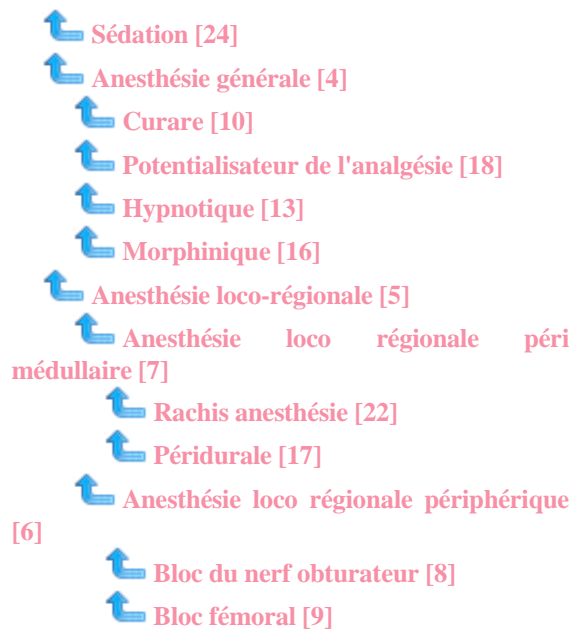 Sédation [24]
Anesthésie générale [4]
Curare [10]
Potentialisateur de l'analgésie [18]
Hypnotique [13]
Morphinique [16]
Anesthésie loco-régionale [5]
Anesthésie loco régionale péri
médullaire [7]
Rachis anesthésie [22]
Péridurale [17]
Anesthésie loco régionale périphérique
[6]
Bloc du nerf obturateur [8]
Bloc fémoral [9]